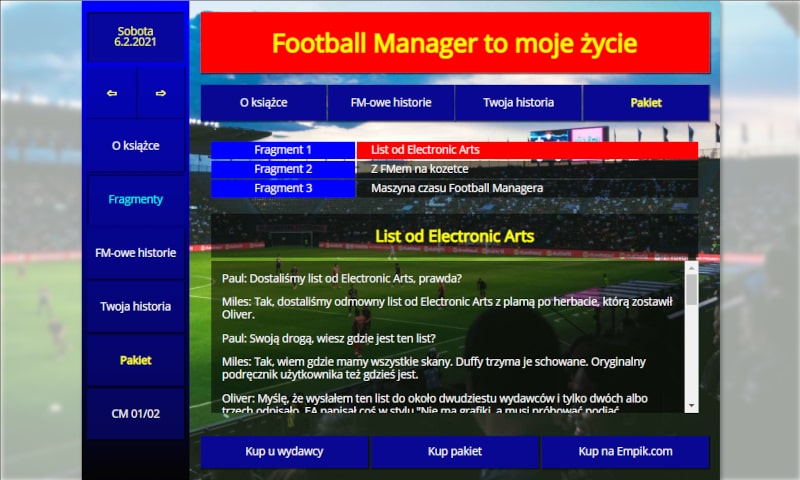 Sobota
6.2.2021
⇦ ⇨
O książce
Fragmenty
FM-owe historie
Twoja historia
Pakiet
CM 01/02
Football Manager to moje życie
O książce FM-owe historie Twoja historia Pakiet
Fragment 1 List od Electronic Arts
Fragment 2 Z FMem na kozetce
Fragment 3 Maszyna czasu Football Managera
List od Electronic Arts
Paul: Dostaliśmy list od Electronic Arts, prawda?
Miles: Tak, dostaliśmy odmowny list od Electronic Arts z plamą po herbacie, którą zostawił
Oliver.
Paul: Swoją drogą, wiesz gdzie jest ten list?
Miles: Tak, wiem gdzie mamy wszystkie skany. Duffy trzyma je schowane. Oryginalny
podręcznik użytkownika też gdzieś jest.
Oliver: Myślę, że wysłałem ten list do około dwudziestu wydawców i tylko dwóch albo
trzech odpisało. EA napisał coś w stylu "Nie ma grafiki, a musi próbować podjąć
Kup u wydawcy Kup pakiet Kup na Empik.com